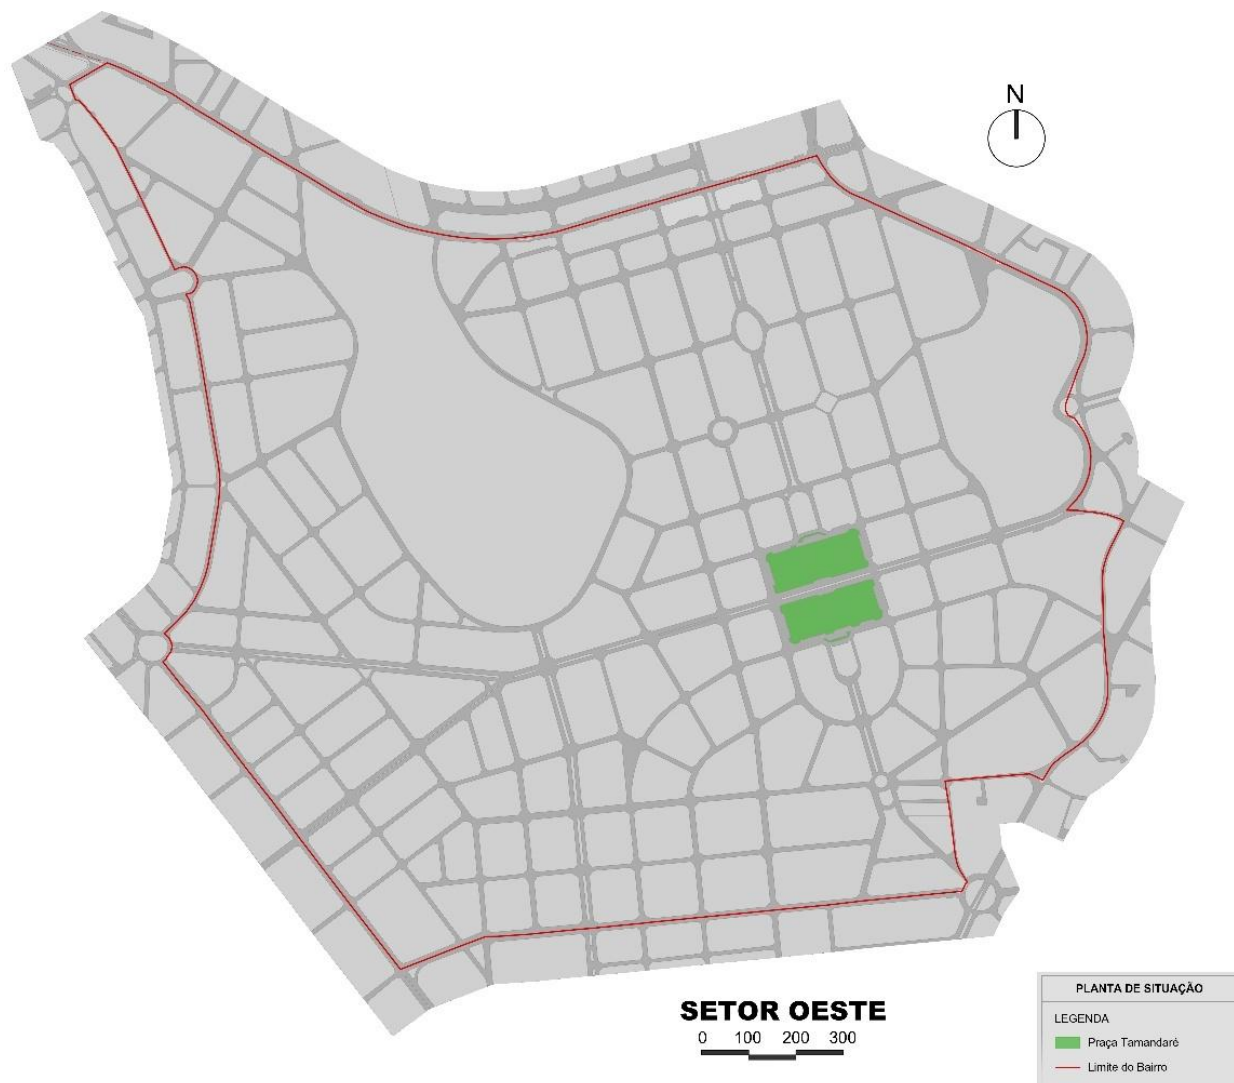 N
SETOR OESTE
0 100 200 300
PLANTA DE SITUAÇÃO
LEGENDA
Praça Tamandaré
Limite do Bairro